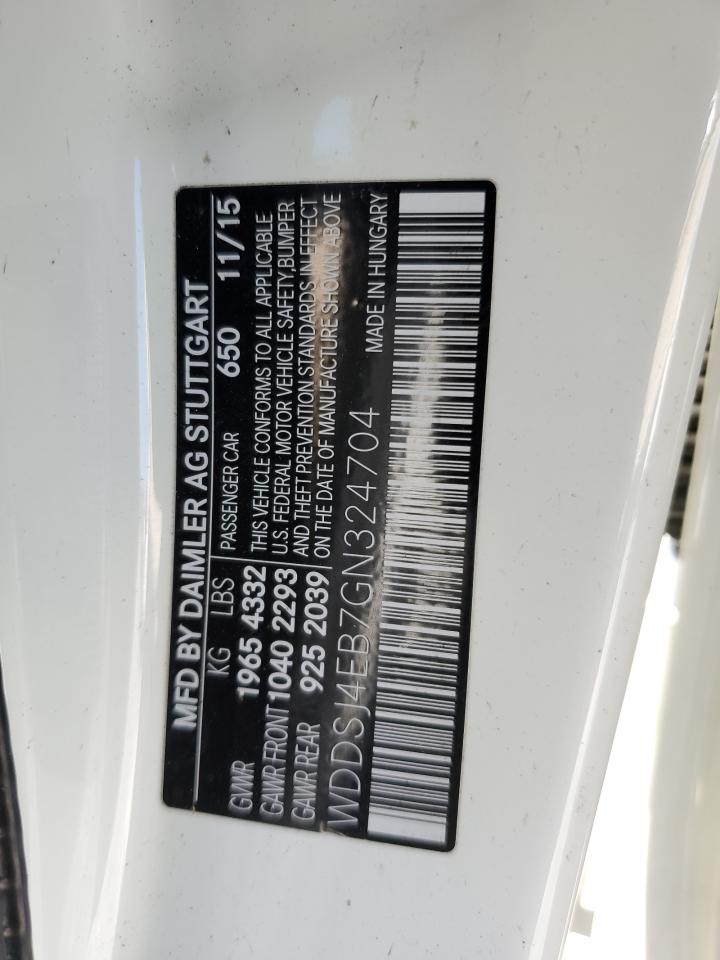 MFD BY DAIMLER AG STUTTGART
KG LBS PASSENGER CAR 650 11/15
GVWR 1965 4332 THIS VEHICLE CONFORMS TO ALL APPLICABLE
GAWR FRONT 1040 2293 U.S. FEDERAL MOTOR VEHICLE SAFETY, BUMPER
GAWR REAR 925 2039 AND THEFT PREVENTION STANDARDS IN EFFECT
ON THE DATE OF MANUFACTURE SHOWN ABOVE
WDDSJ4EB7GN324704 MADE IN HUNGARY